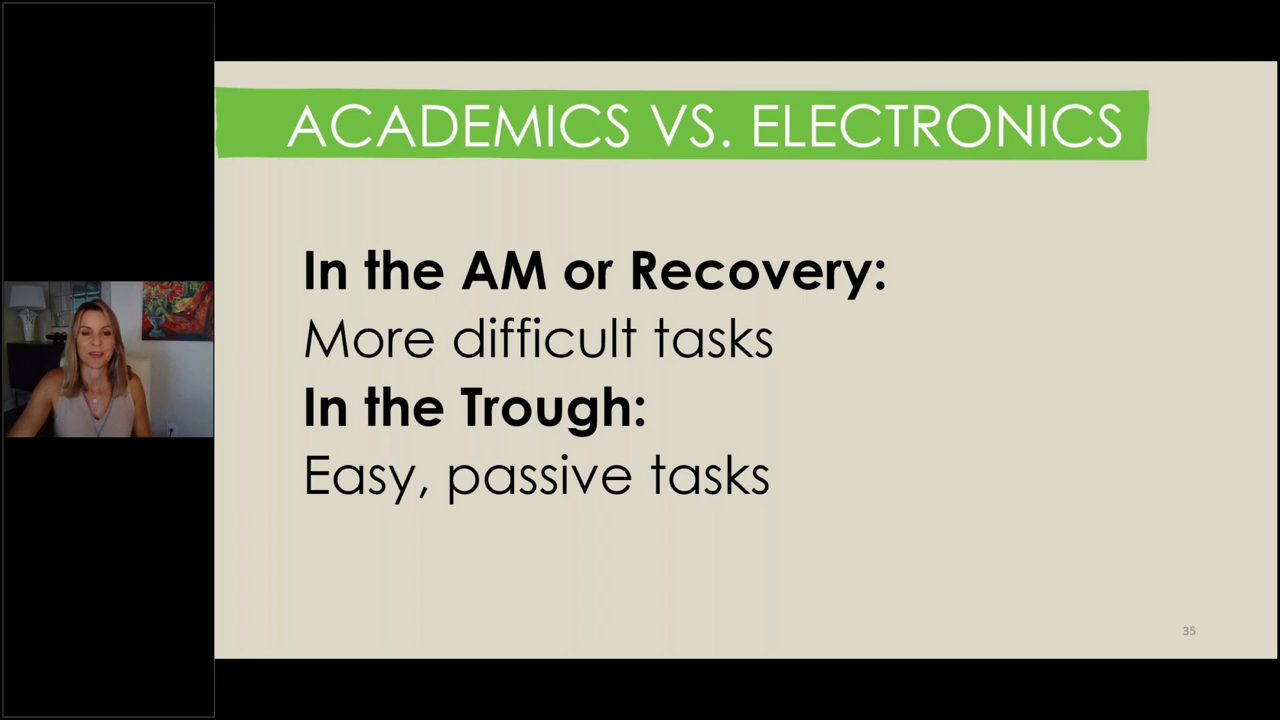 ACADEMICS VS. ELECTRONICS
In the AM or Recovery:
More difficult tasks
In the Trough:
Easy, passive tasks
35